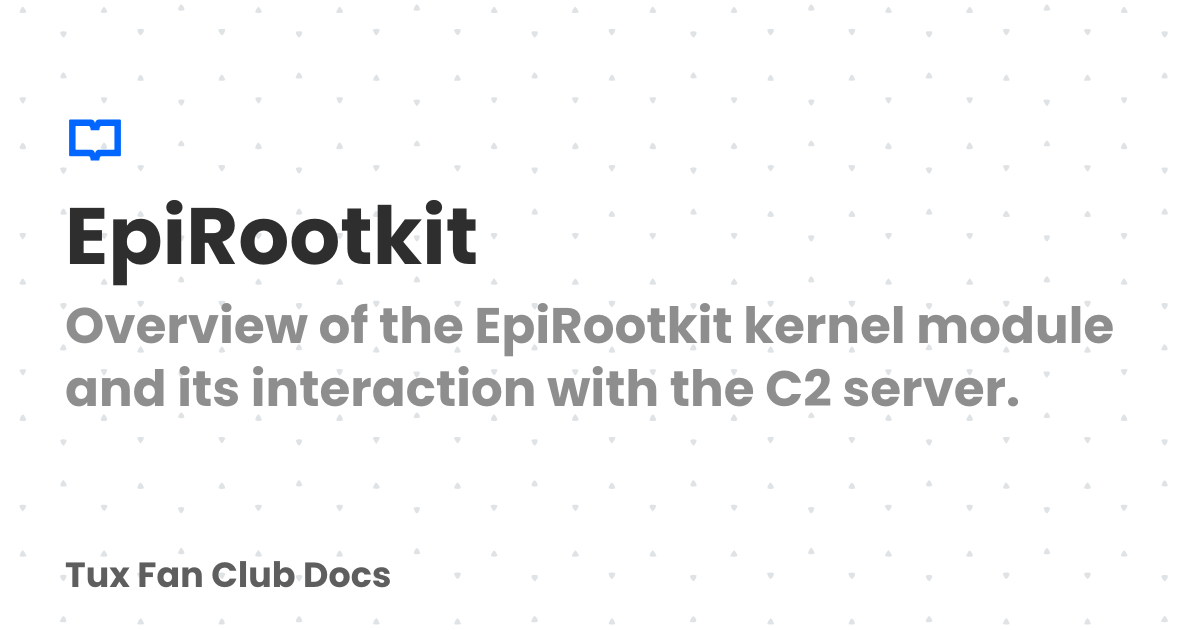 EpiRootkit
Overview of the EpiRootkit kernel module
and its interaction with the C2 server.
Tux Fan Club Docs